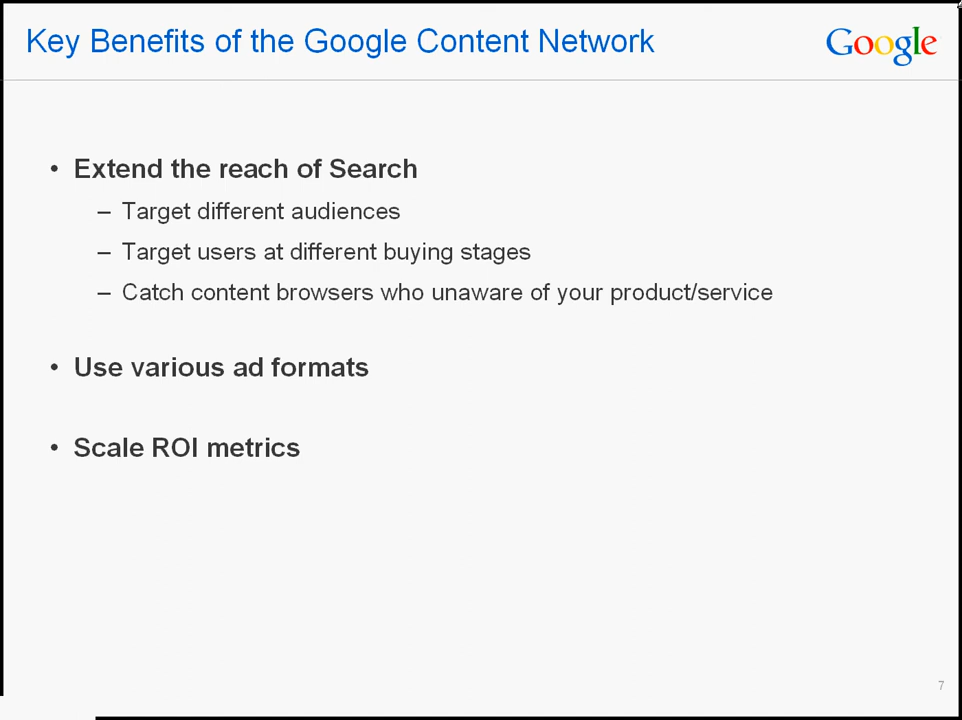 Key Benefits of the Google Content Network
Google
• Extend the reach of Search
– Target different audiences
– Target users at different buying stages
– Catch content browsers who unaware of your product/service
• Use various ad formats
• Scale ROI metrics
7